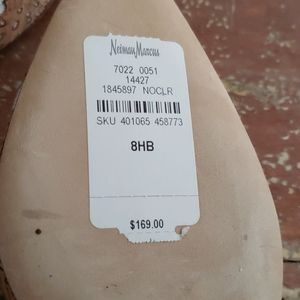 Neiman Marcus
7022 0051
14427
1845897 NOCLR
SKU 401065 458773
8HB
$169.00